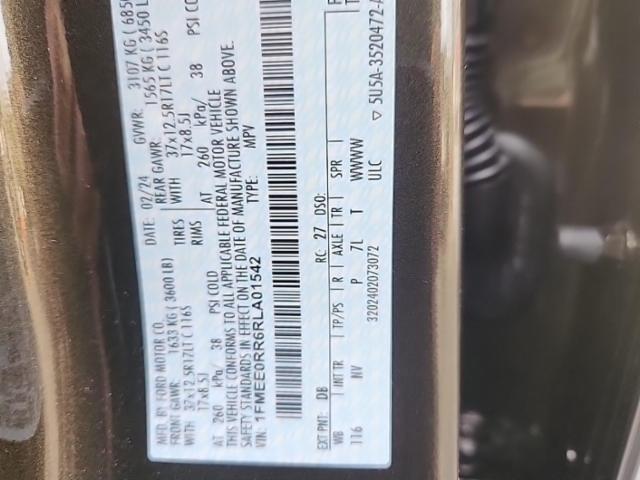 MFD. BY FORD MOTOR CO.
DATE: 02/24 GVWR: 3107 KG (6850
FRONT GAWR: 1633 KG (3600 LB) REAR GAWR: 1565 KG (3450 L
WITH 37x12.5R17LT C 116S TIRES WITH 37x12.5R17LT C 116S
17x8.5J RIMS 17x8.5J
AT 260 kPa/ 38 PSI COLD AT 260 kPa/ 38 PSI CO
THIS VEHICLE CONFORMS TO ALL APPLICABLE FEDERAL MOTOR VEHICLE
SAFETY STANDARDS IN EFFECT ON THE DATE OF MANUFACTURE SHOWN ABOVE.
VIN: 1FMEE0RR6RLA01542 TYPE: MPV
EXT PNT: DB RC: 27 DSO:
WB INT TR TP/PS R AXLE TR SPR
116 NV P 7L T WWWW
3202402073072 ULC
▽ 5U5A-3520472-A